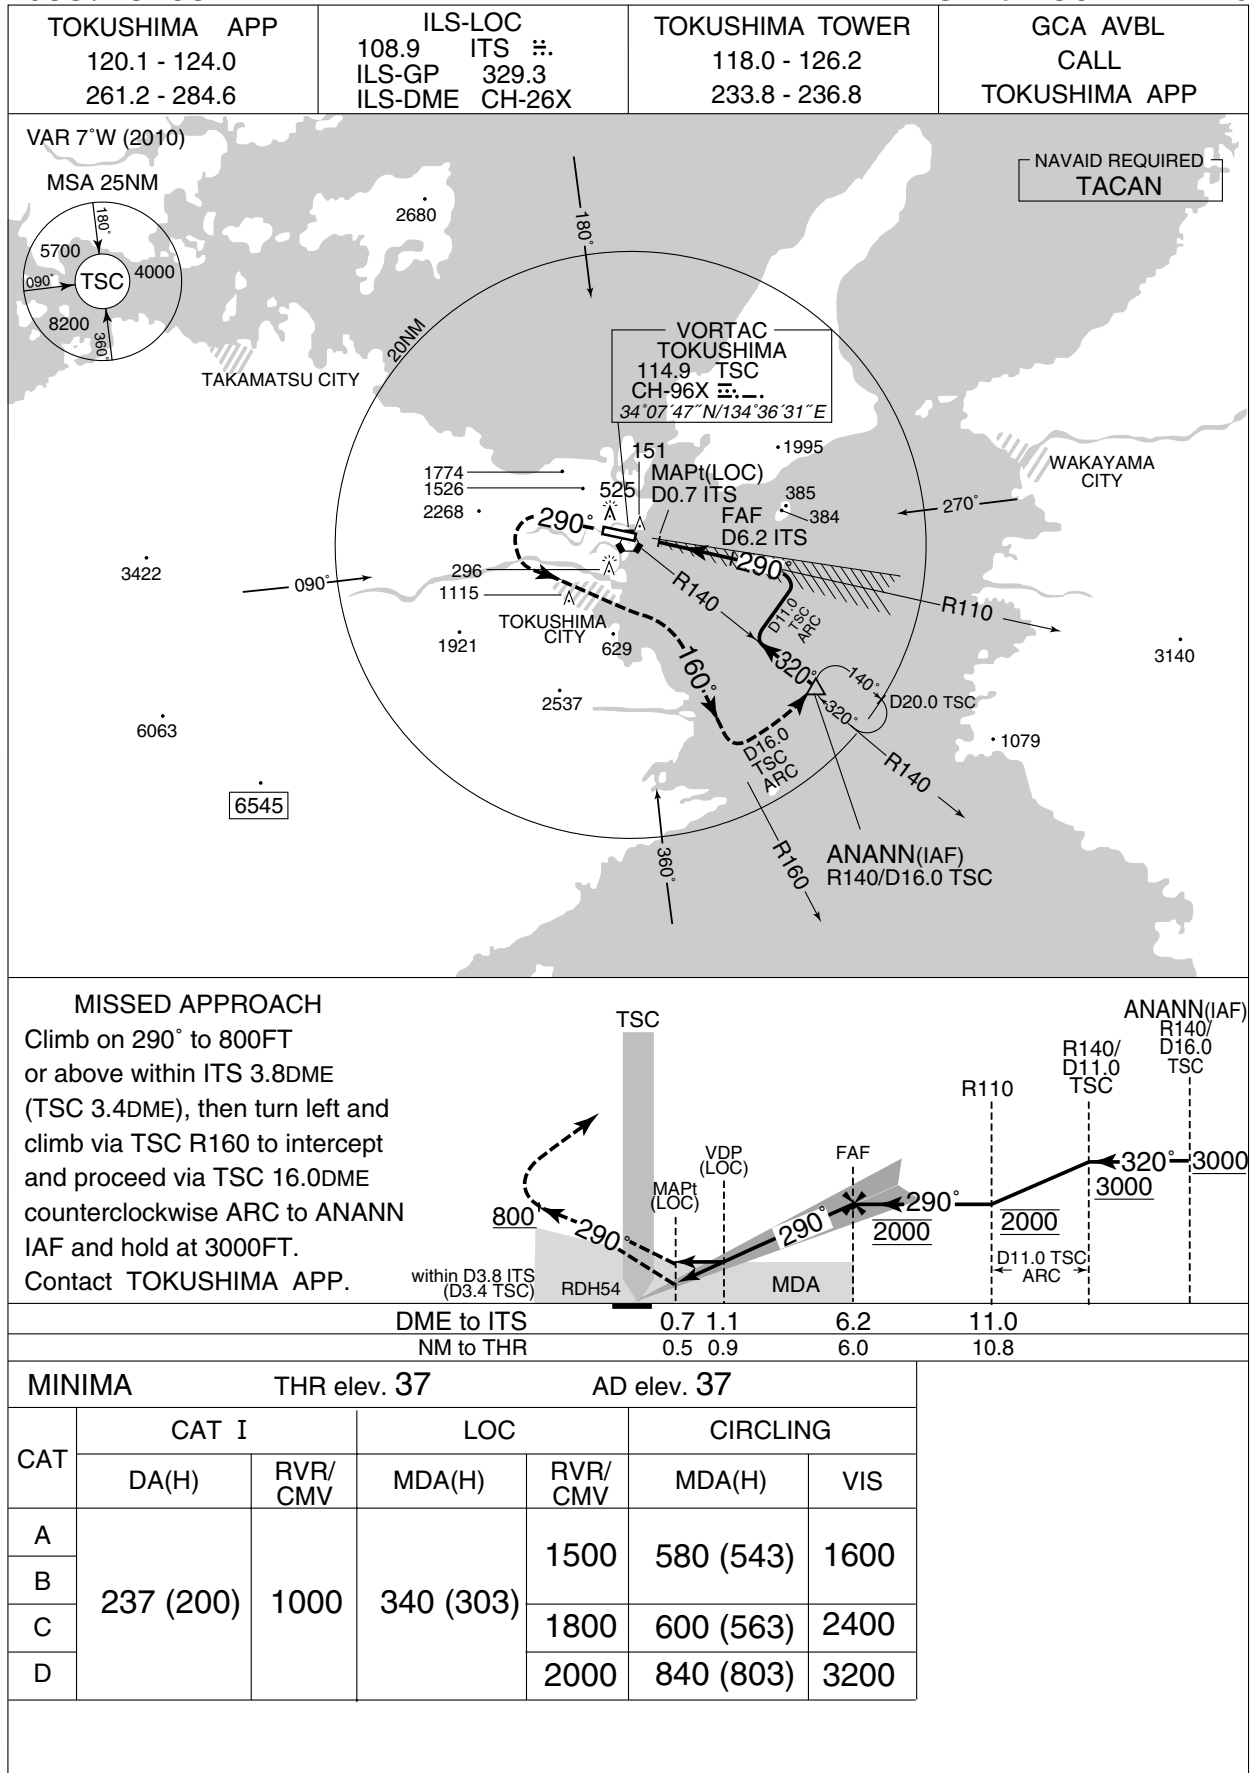 TOKUSHIMA APP
120.1 - 124.0
261.2 - 284.6
ILS-LOC
108.9 ITS
ILS-GP 329.3
ILS-DME CH-26X
TOKUSHIMA TOWER
118.0 - 126.2
233.8 - 236.8
GCA AVBL
CALL
TOKUSHIMA APP
VAR 7˚W (2010)
MSA 25NM
180˚
5700
4000
090˚
TSC
8200
360˚
NAVAID REQUIRED
TACAN
2680
180˚
20NM
TAKAMATSU CITY
VORTAC
TOKUSHIMA
114.9 TSC
CH-96X
34˚07´47˝N/134˚36´31˝E
151
1995
MAPt(LOC)
D0.7 ITS
WAKAYAMA
CITY
1774
1526
2268
525
385
384
FAF
D6.2 ITS
270˚
290˚
290˚
3422
090˚
296
1115
R140
D11.0
TSC
ARC
R110
TOKUSHIMA
CITY
1921
629
3140
160˚
320˚
140˚
320˚
D20.0 TSC
2537
6063
D16.0
TSC
ARC
1079
R140
6545
360˚
R160
ANANN(IAF)
R140/D16.0 TSC
MISSED APPROACH
Climb on 290˚ to 800FT
or above within ITS 3.8DME
(TSC 3.4DME), then turn left and
climb via TSC R160 to intercept
and proceed via TSC 16.0DME
counterclockwise ARC to ANANN
IAF and hold at 3000FT.
Contact TOKUSHIMA APP.
TSC
ANANN(IAF)
R140/
D16.0
TSC
R140/
D11.0
TSC
R110
VDP
(LOC)
FAF
MAPt
(LOC)
320˚
3000
3000
290˚
2000
2000
290˚
800
290˚
D11.0 TSC
ARC
within D3.8 ITS
(D3.4 TSC)
RDH54
MDA
DME to ITS 0.7 1.1 6.2 11.0
NM to THR 0.5 0.9 6.0 10.8
MINIMA THR elev. 37 AD elev. 37
CAT
CAT I LOC CIRCLING
DA(H) RVR/
CMV MDA(H) RVR/
CMV MDA(H) VIS
A
B
C
D
237 (200) 1000 340 (303)
1500 580 (543) 1600
1800 600 (563) 2400
2000 840 (803) 3200